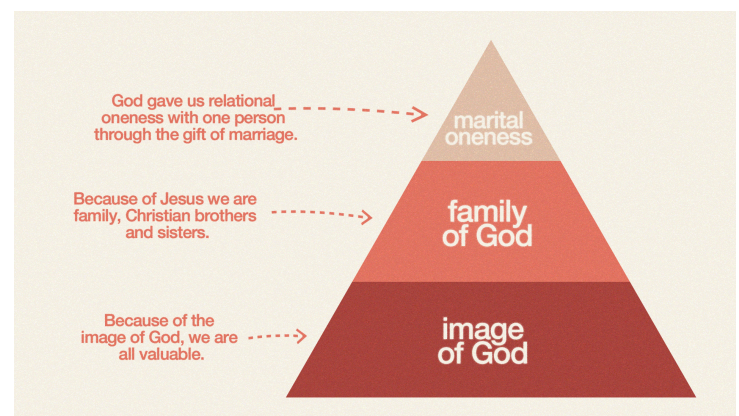 God gave us relational
oneness with one person
through the gift of marriage.
marital
oneness
Because of Jesus we are
family, Christian brothers
and sisters.
family
of God
Because of the
image of God, we are
all valuable.
image
of God